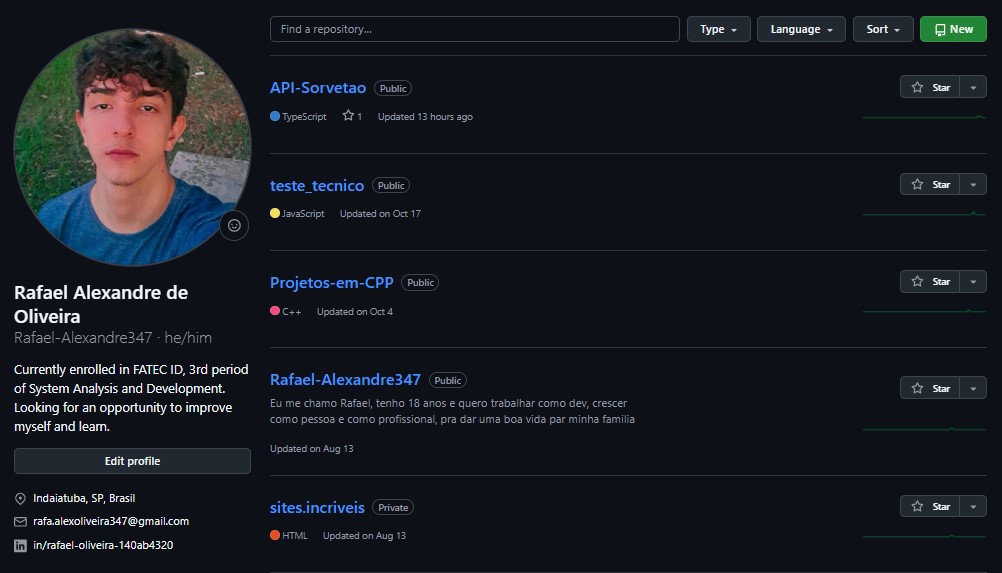 Find a repository...
Type
Language
Sort
New
API-Sorvetao Public
Star
TypeScript 1 Updated 13 hours ago
teste_tecnico Public
Star
JavaScript Updated on Oct 17
Projetos-em-CPP Public
Star
C++ Updated on Oct 4
Rafael-Alexandre347 Public
Star
Eu me chamo Rafael, tenho 18 anos e quero trabalhar como dev, crescer
como pessoa e como profissional, pra dar uma boa vida par minha familia
Updated on Aug 13
sites.incriveis Private
Star
HTML Updated on Aug 13
Rafael Alexandre de
Oliveira
Rafael-Alexandre347 · he/him
Currently enrolled in FATEC ID, 3rd period
of System Analysis and Development.
Looking for an opportunity to improve
myself and learn.
Edit profile
Indaiatuba, SP, Brasil
rafa.alexoliveira347@gmail.com
in/rafael-oliveira-140ab4320